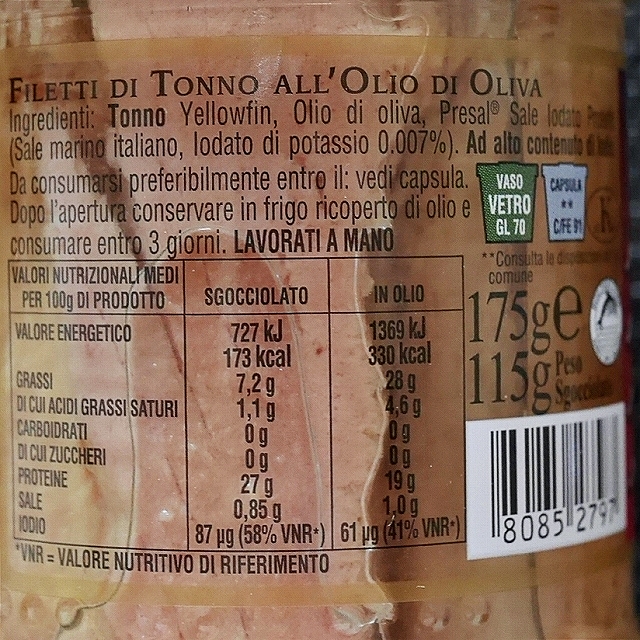 FILETTI DI TONNO ALL'OLIO DI OLIVA
Ingredienti: Tonno Yellowfin, Olio di oliva, Presal® Sale Iodato
(Sale marino italiano, Iodato di potassio 0.007%). Ad alto contenuto di
Da consumarsi preferibilmente entro il: vedi capsula.
Dopo l'apertura conservare in frigo ricoperto di olio e
consumare entro 3 giorni. LAVORATI A MANO
VASO
VETRO
GL 70
CAPSULA
**
C/FE 91
K
**Consulta le disposizioni
comune
VALORI NUTRIZIONALI MEDI
PER 100g DI PRODOTTO
SGOCCIOLATO
IN OLIO
VALORE ENERGETICO 727 kJ 1369 kJ
173 kcal 330 kcal
GRASSI 7,2 g 28 g
DI CUI ACIDI GRASSI SATURI 1,1 g 4,6 g
CARBOIDRATI 0 g 0 g
DI CUI ZUCCHERI 0 g 0 g
PROTEINE 27 g 19 g
SALE 0,85 g 1,0 g
IODIO 87 µg (58% VNR*) 61 µg (41% VNR*)
*VNR = VALORE NUTRITIVO DI RIFERIMENTO
175g e
115g Peso
Sgocciolato
8085 2797